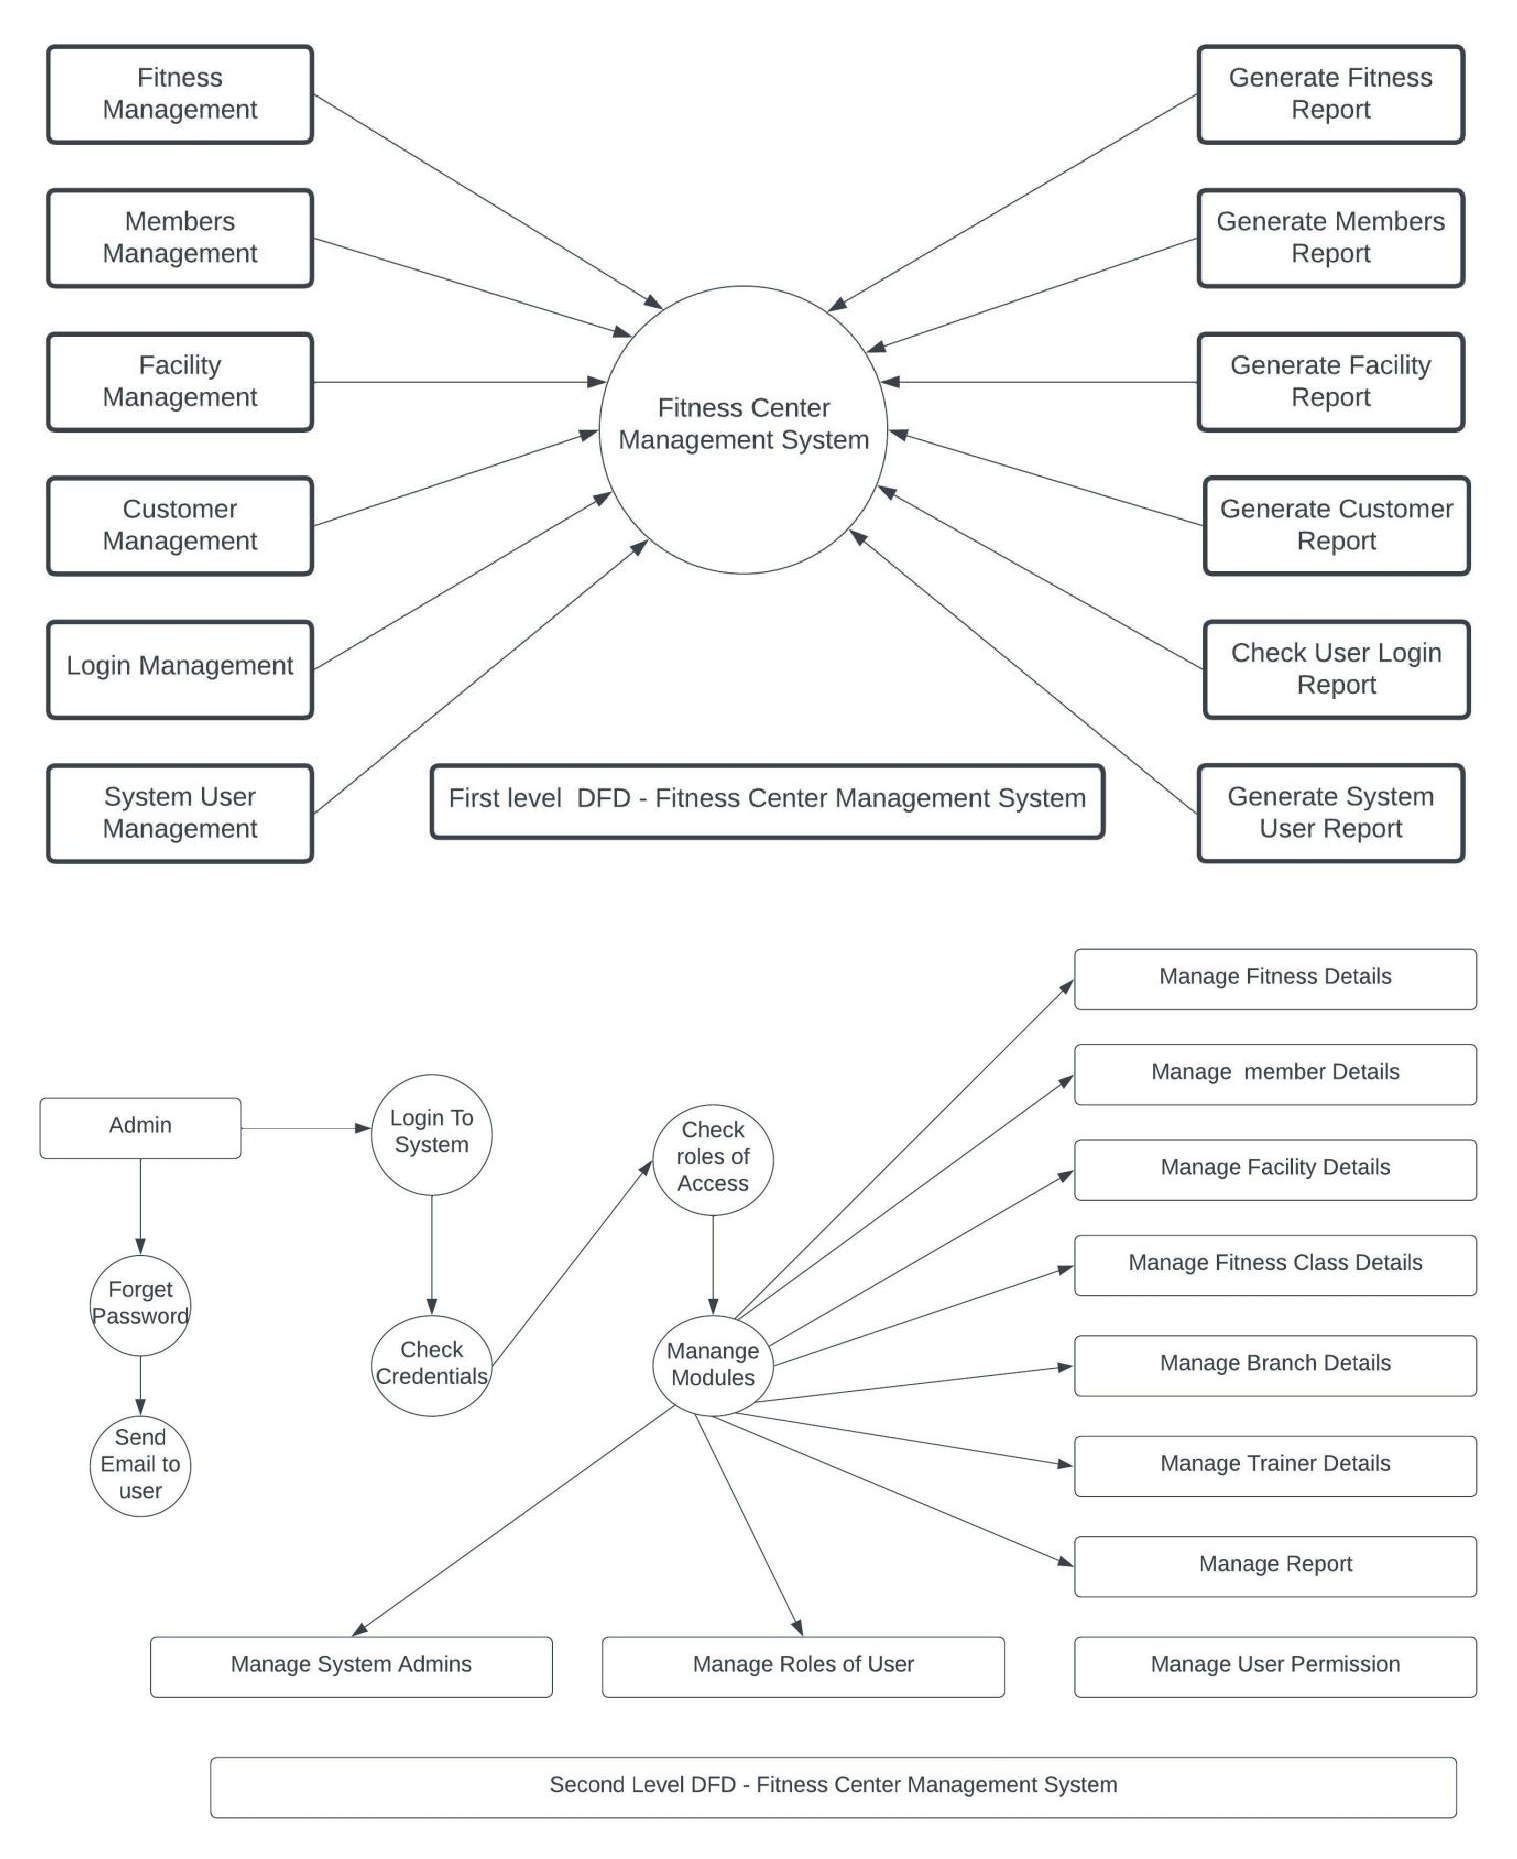 Fitness
Management
Members
Management
Facility
Management
Customer
Management
Login Management
System User
Management
Fitness Center
Management System
Generate Fitness
Report
Generate Members
Report
Generate Facility
Report
Generate Customer
Report
Check User Login
Report
Generate System
User Report
First level  DFD - Fitness Center Management System
Admin
Login To
System
Forget
Password
Send
Email to
user
Check
Credentials
Check
roles of
Access
Manange
Modules
Manage Fitness Details
Manage  member Details
Manage Facility Details
Manage Fitness Class Details
Manage Branch Details
Manage Trainer Details
Manage Report
Manage System Admins
Manage Roles of User
Manage User Permission
Second Level DFD - Fitness Center Management System